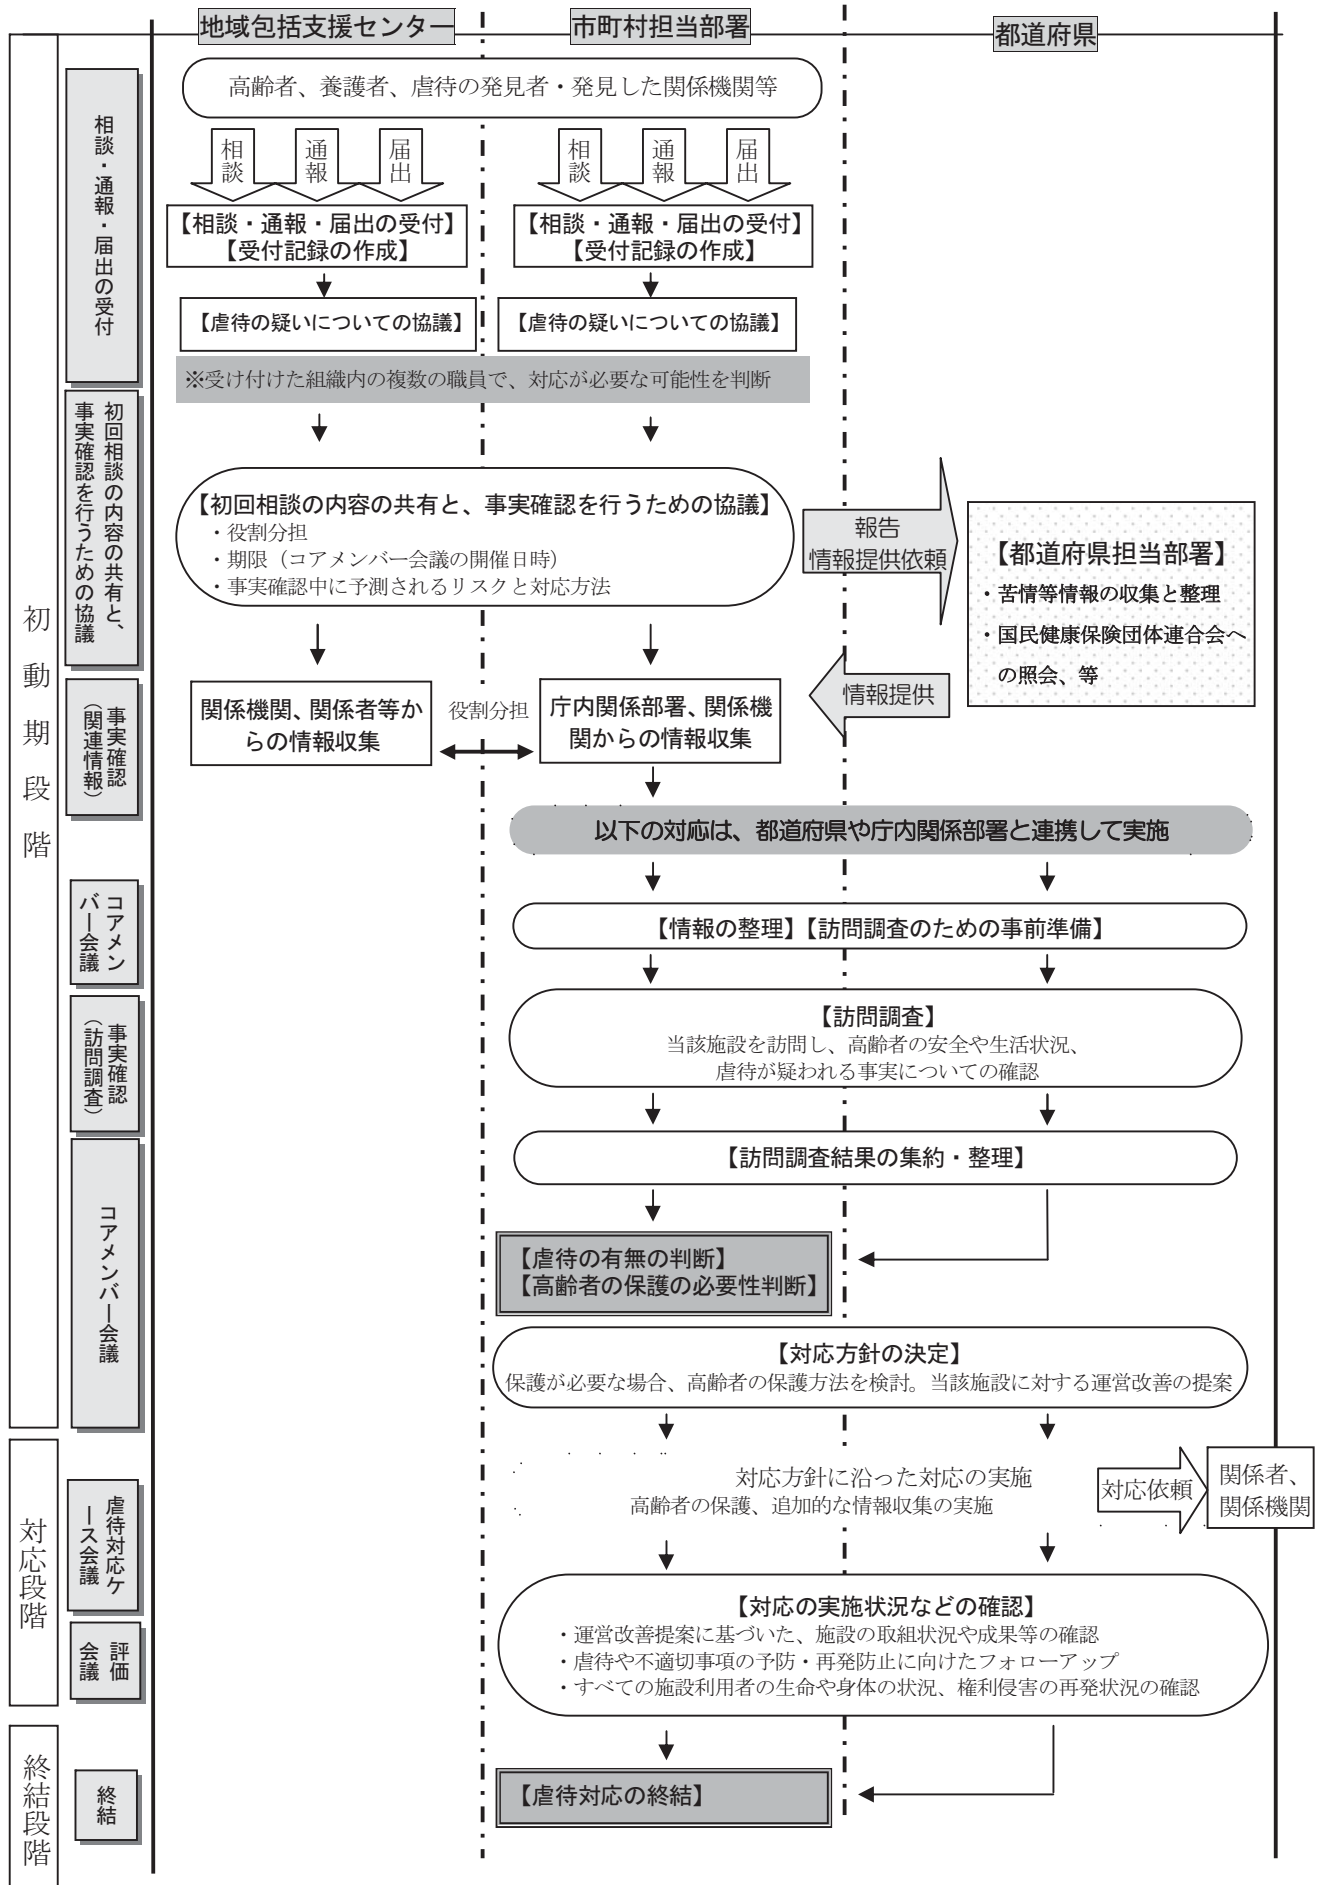 地域包括支援センター
市町村担当部署
都道府県
高齢者、養護者、虐待の発見者・発見した関係機関等
相談
通報
届出
相談
通報
届出
相談・通報・届出の受付
【相談・通報・届出の受付】
【受付記録の作成】
【相談・通報・届出の受付】
【受付記録の作成】
【虐待の疑いについての協議】
【虐待の疑いについての協議】
※受け付けた組織内の複数の職員で、対応が必要な可能性を判断
初動期段階
初回相談の内容の共有と、
事実確認を行うための協議
【初回相談の内容の共有と、事実確認を行うための協議】
・役割分担
・期限（コアメンバー会議の開催日時）
・事実確認中に予測されるリスクと対応方法
報告
情報提供依頼
【都道府県担当部署】
・苦情等情報の収集と整理
・国民健康保険団体連合会へ
の照会、等
情報提供
事実確認
（関連情報）
関係機関、関係者等か
らの情報収集
役割分担
庁内関係部署、関係機
関からの情報収集
以下の対応は、都道府県や庁内関係部署と連携して実施
コアメン
バー会議
【情報の整理】【訪問調査のための事前準備】
事実確認
（訪問調査）
【訪問調査】
当該施設を訪問し、高齢者の安全や生活状況、
虐待が疑われる事実についての確認
コアメンバー会議
【訪問調査結果の集約・整理】
【虐待の有無の判断】
【高齢者の保護の必要性判断】
【対応方針の決定】
保護が必要な場合、高齢者の保護方法を検討。当該施設に対する運営改善の提案
対応段階
虐待対応ケ
ース会議
対応方針に沿った対応の実施
高齢者の保護、追加的な情報収集の実施
対応依頼
関係者、
関係機関
評価
会議
【対応の実施状況などの確認】
・運営改善提案に基づいた、施設の取組状況や成果等の確認
・虐待や不適切事項の予防・再発防止に向けたフォローアップ
・すべての施設利用者の生命や身体の状況、権利侵害の再発状況の確認
終結段階
終結
【虐待対応の終結】